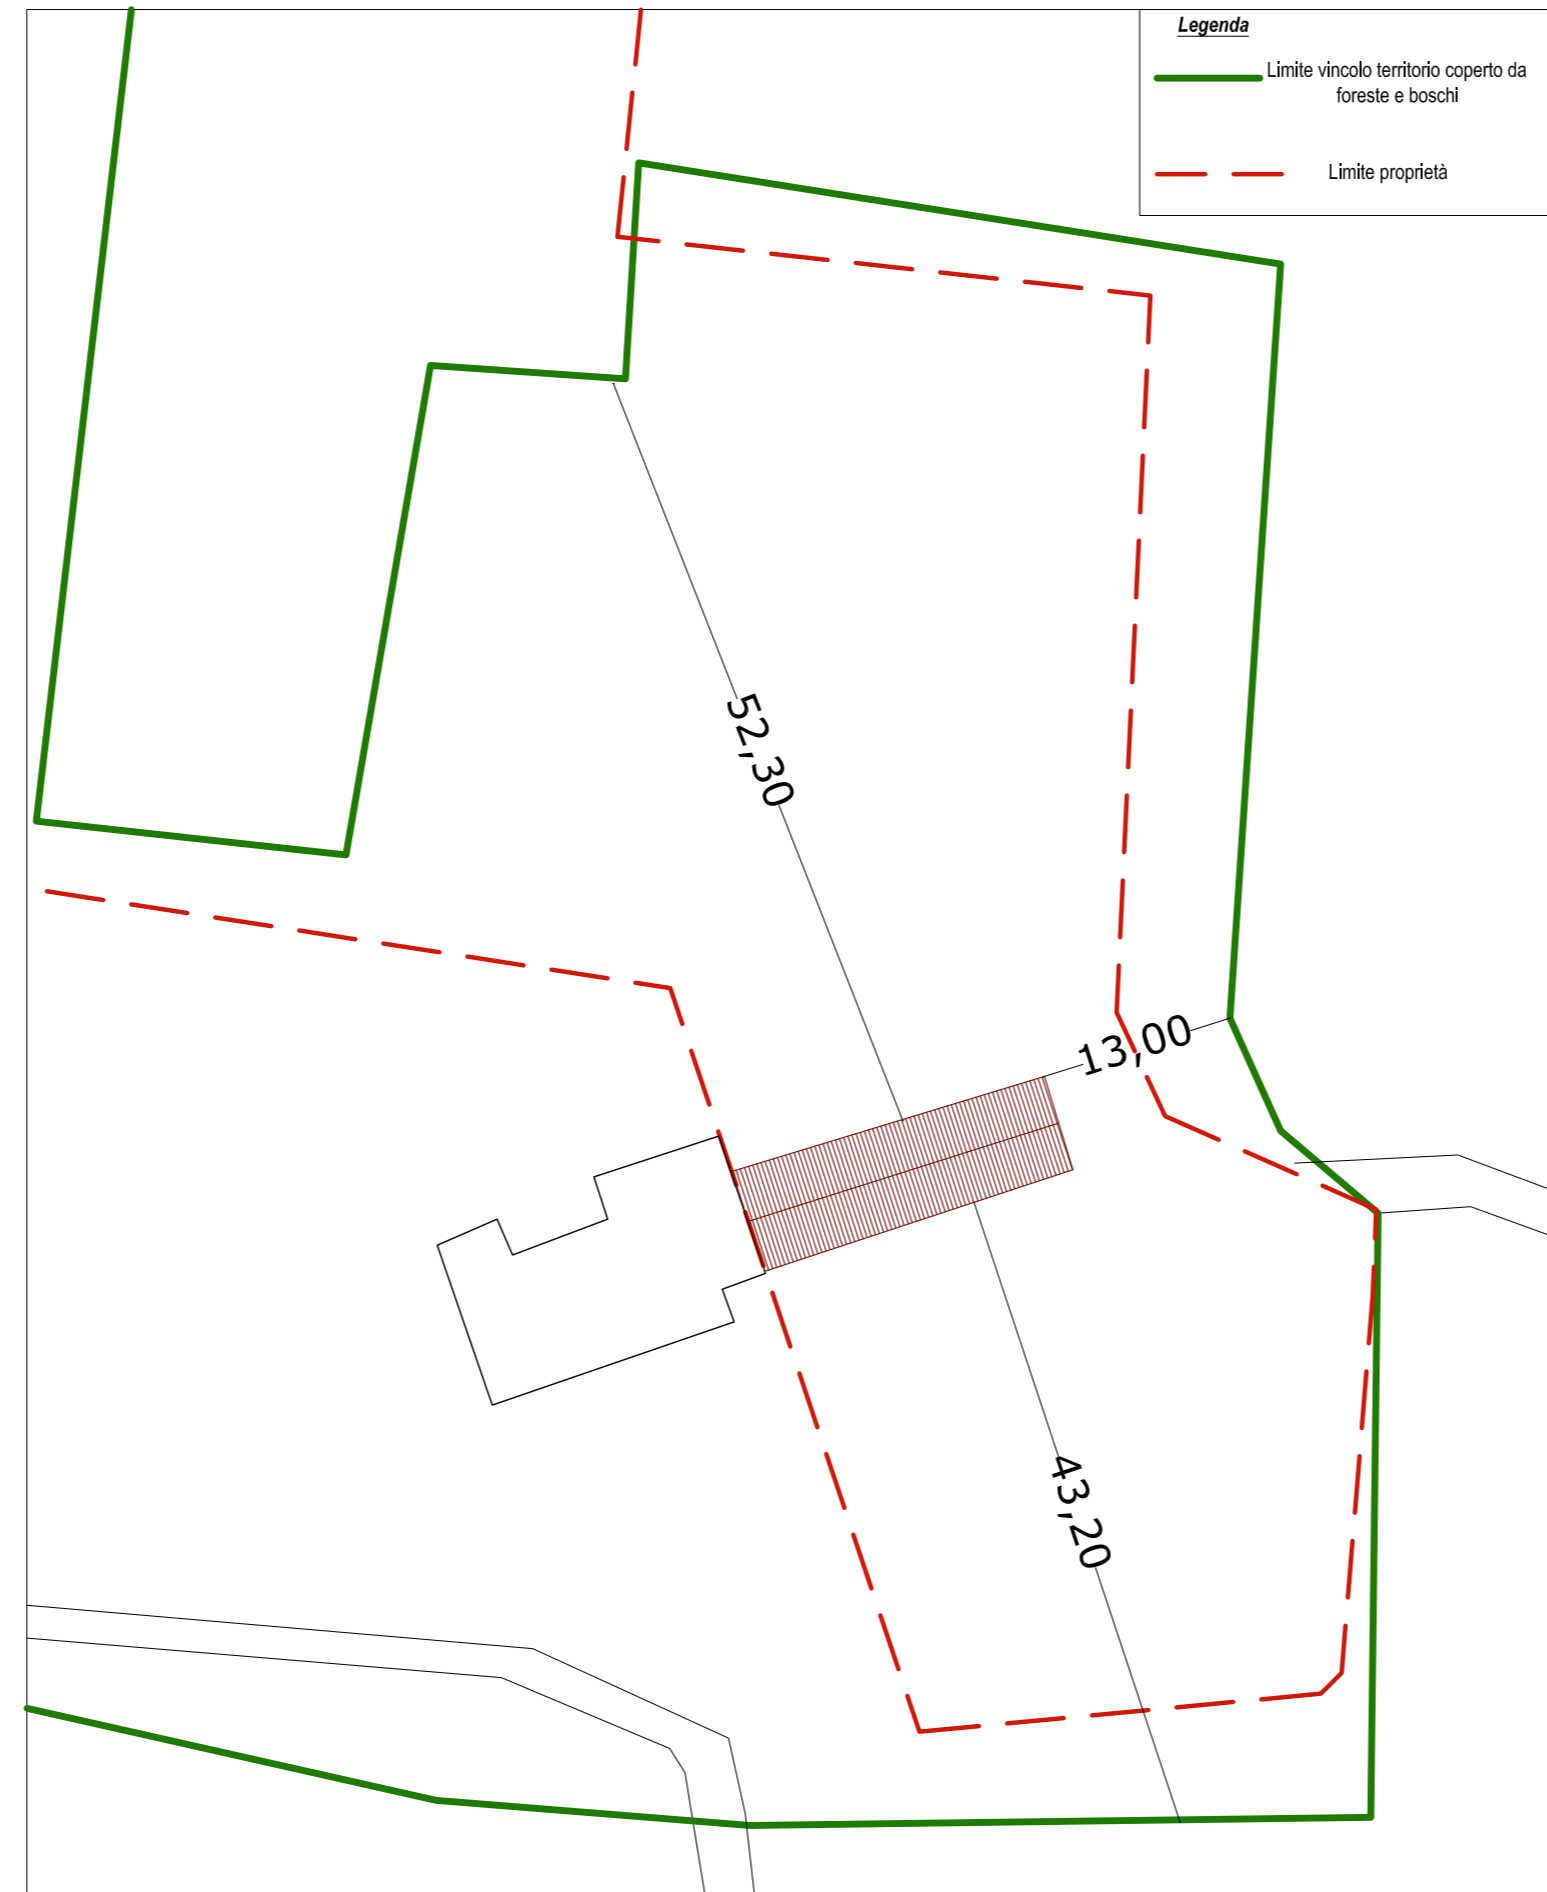 Legenda
Limite vincolo territorio coperto da
foreste e boschi
Limite proprietà
52,30
13,00
43,20